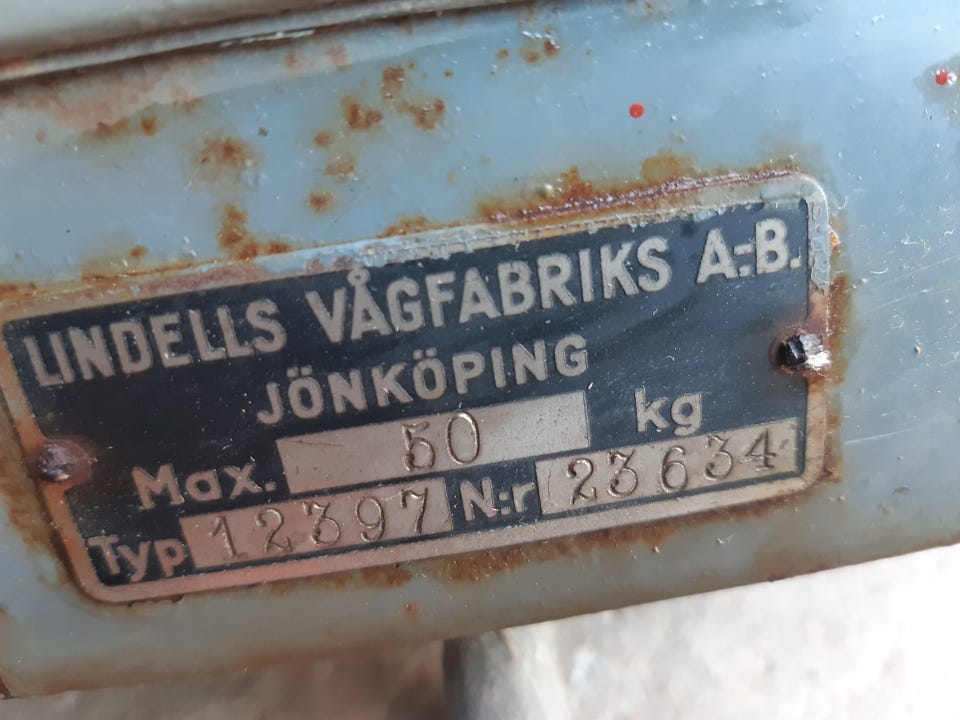 LINDELLS VÅGFABRIKS A.-B.
JÖNKÖPING
Max. 50 kg
Typ 12397 N:r 23634